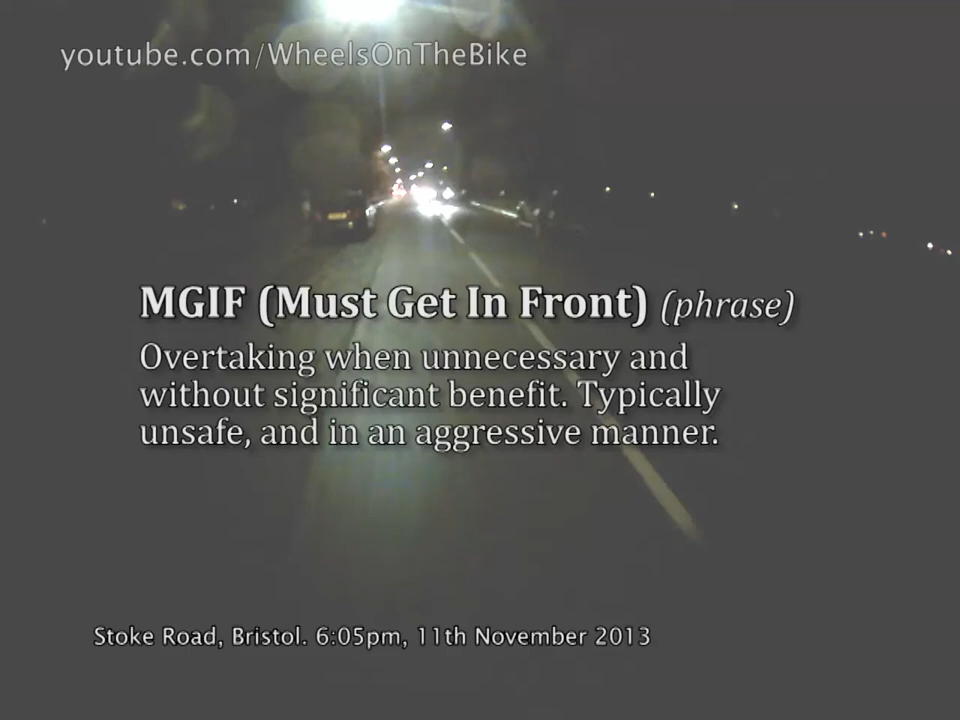 youtube.com/WheelsOnTheBike
MGIF (Must Get In Front) (phrase)
Overtaking when unnecessary and
without significant benefit. Typically
unsafe, and in an aggressive manner.
Stoke Road, Bristol. 6:05pm, 11th November 2013